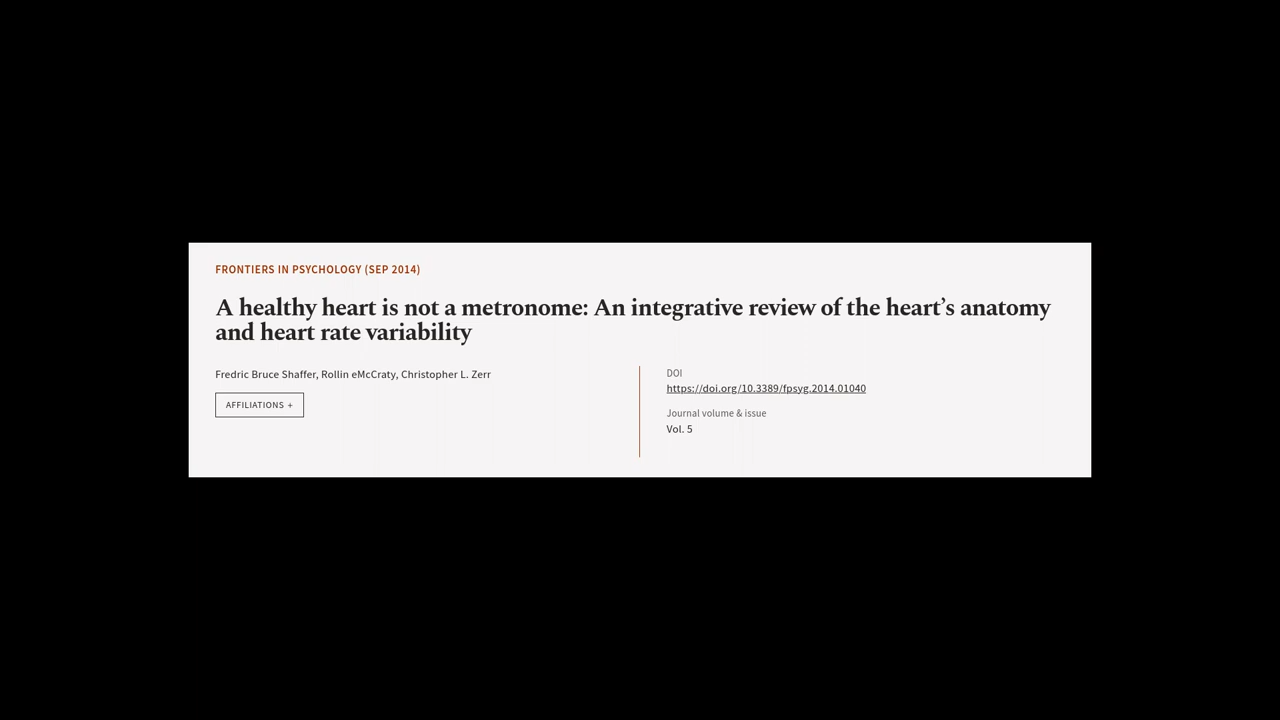 FRONTIERS IN PSYCHOLOGY (SEP 2014)
A healthy heart is not a metronome: An integrative review of the heart’s anatomy
and heart rate variability
Fredric Bruce Shaffer, Rollin eMcCraty, Christopher L. Zerr
AFFILIATIONS +
DOI
https://doi.org/10.3389/fpsyg.2014.01040
Journal volume & issue
Vol. 5